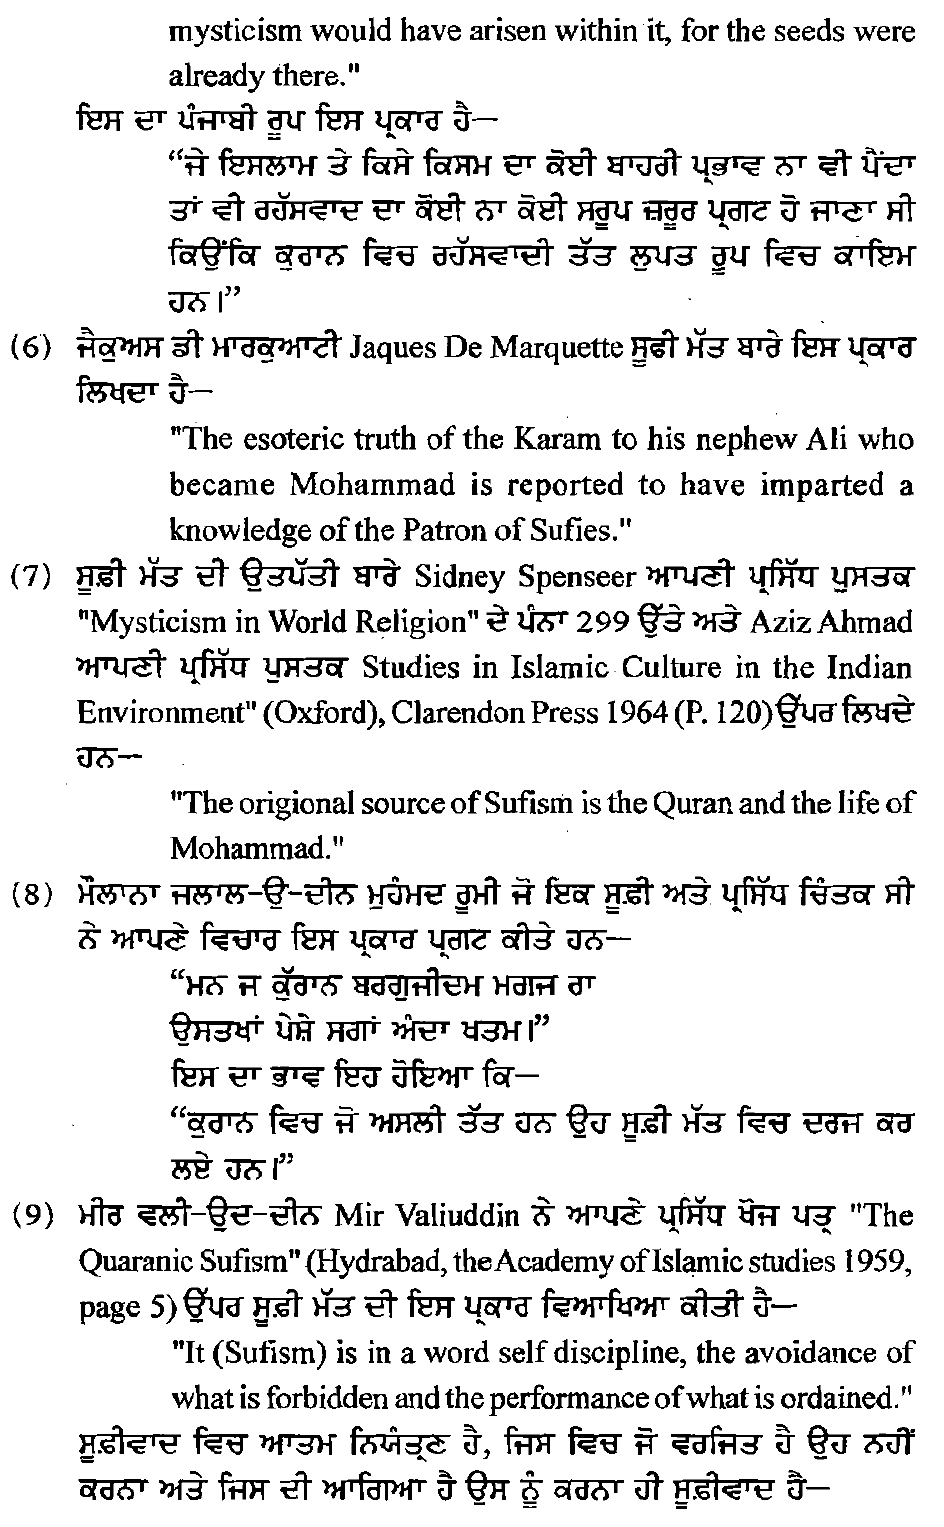 mysticism would have arisen within it, for the seeds were
already there."
ਇਸ ਦਾ ਪੰਜਾਬੀ ਰੂਪ ਇਸ ਪ੍ਰਕਾਰ ਹੈ—
“ਜੇ ਇਸਲਾਮ ਤੇ ਕਿਸੇ ਕਿਸਮ ਦਾ ਕੋਈ ਬਾਹਰੀ ਪ੍ਰਭਾਵ ਨਾ ਵੀ ਪੈਂਦਾ
ਤਾਂ ਵੀ ਰਹੱਸਵਾਦ ਦਾ ਕੋਈ ਨਾ ਕੋਈ ਸਰੂਪ ਜ਼ਰੂਰ ਪ੍ਰਗਟ ਹੋ ਜਾਣਾ ਸੀ
ਕਿਉਂਕਿ ਕੁਰਾਨ ਵਿਚ ਰਹੱਸਵਾਦੀ ਤੱਤ ਲੁਪਤ ਰੂਪ ਵਿਚ ਕਾਇਮ
ਹਨ।”
(6) ਜੈਕੁਅਸ ਡੀ ਮਾਰਕੁਆਟੀ Jaques De Marquette ਸੂਫੀ ਮੱਤ ਬਾਰੇ ਇਸ ਪ੍ਰਕਾਰ
ਲਿਖਦਾ ਹੈ—
"The esoteric truth of the Karam to his nephew Ali who
became Mohammad is reported to have imparted a
knowledge of the Patron of Sufies."
(7) ਸੂਫ਼ੀ ਮੱਤ ਦੀ ਉਤਪੱਤੀ ਬਾਰੇ Sidney Spenseer ਆਪਣੀ ਪ੍ਰਸਿੱਧ ਪੁਸਤਕ
"Mysticism in World Religion" ਦੇ ਪੰਨਾ 299 ਉੱਤੇ ਅਤੇ Aziz Ahmad
ਆਪਣੀ ਪ੍ਰਸਿੱਧ ਪੁਸਤਕ Studies in Islamic Culture in the Indian
Environment" (Oxford), Clarendon Press 1964 (P. 120) ਉੱਪਰ ਲਿਖਦੇ
ਹਨ—
"The origional source of Sufism is the Quran and the life of
Mohammad."
(8) ਮੌਲਾਨਾ ਜਲਾਲ-ਉ-ਦੀਨ ਮੁਹੰਮਦ ਰੂਮੀ ਜੋ ਇਕ ਸੂਫ਼ੀ ਅਤੇ ਪ੍ਰਸਿੱਧ ਚਿੰਤਕ ਸੀ
ਨੇ ਆਪਣੇ ਵਿਚਾਰ ਇਸ ਪ੍ਰਕਾਰ ਪ੍ਰਗਟ ਕੀਤੇ ਹਨ—
“ਮਨ ਜ ਕੁੱਰਾਨ ਬਰਗੁਜੀਦਮ ਮਗਜ ਰਾ
ਉਸਤਖਾਂ ਪੇਸ਼ੇ ਸਗਾਂ ਅੰਦਾ ਖਤਮ।”
ਇਸ ਦਾ ਭਾਵ ਇਹ ਹੋਇਆ ਕਿ—
“ਕੁਰਾਨ ਵਿਚ ਜੋ ਅਸਲੀ ਤੱਤ ਹਨ ਉਹ ਸੂਫ਼ੀ ਮੱਤ ਵਿਚ ਦਰਜ ਕਰ
ਲਏ ਹਨ।”
(9) ਮੀਰ ਵਲੀ-ਉਦ-ਦੀਨ Mir Valiuddin ਨੇ ਆਪਣੇ ਪ੍ਰਸਿੱਧ ਖੋਜ ਪਤ੍ਰ "The
Quaranic Sufism" (Hydrabad, the Academy of Islamic studies 1959,
page 5) ਉੱਪਰ ਸੂਫ਼ੀ ਮੱਤ ਦੀ ਇਸ ਪ੍ਰਕਾਰ ਵਿਆਖਿਆ ਕੀਤੀ ਹੈ—
"It (Sufism) is in a word self discipline, the avoidance of
what is forbidden and the performance of what is ordained."
ਸੂਫ਼ੀਵਾਦ ਵਿਚ ਆਤਮ ਨਿਯੰਤ੍ਰਣ ਹੈ, ਜਿਸ ਵਿਚ ਜੋ ਵਰਜਿਤ ਹੈ ਉਹ ਨਹੀਂ
ਕਰਨਾ ਅਤੇ ਜਿਸ ਦੀ ਆਗਿਆ ਹੈ ਉਸ ਨੂੰ ਕਰਨਾ ਹੀ ਸੂਫ਼ੀਵਾਦ ਹੈ—